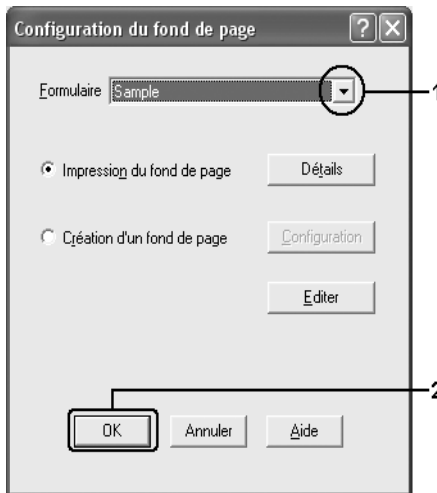 Configuration du fond de page
Formulaire Sample
1
Impression du fond de page Détails
Création d'un fond de page Configuration
Editer
2
OK Annuler Aide